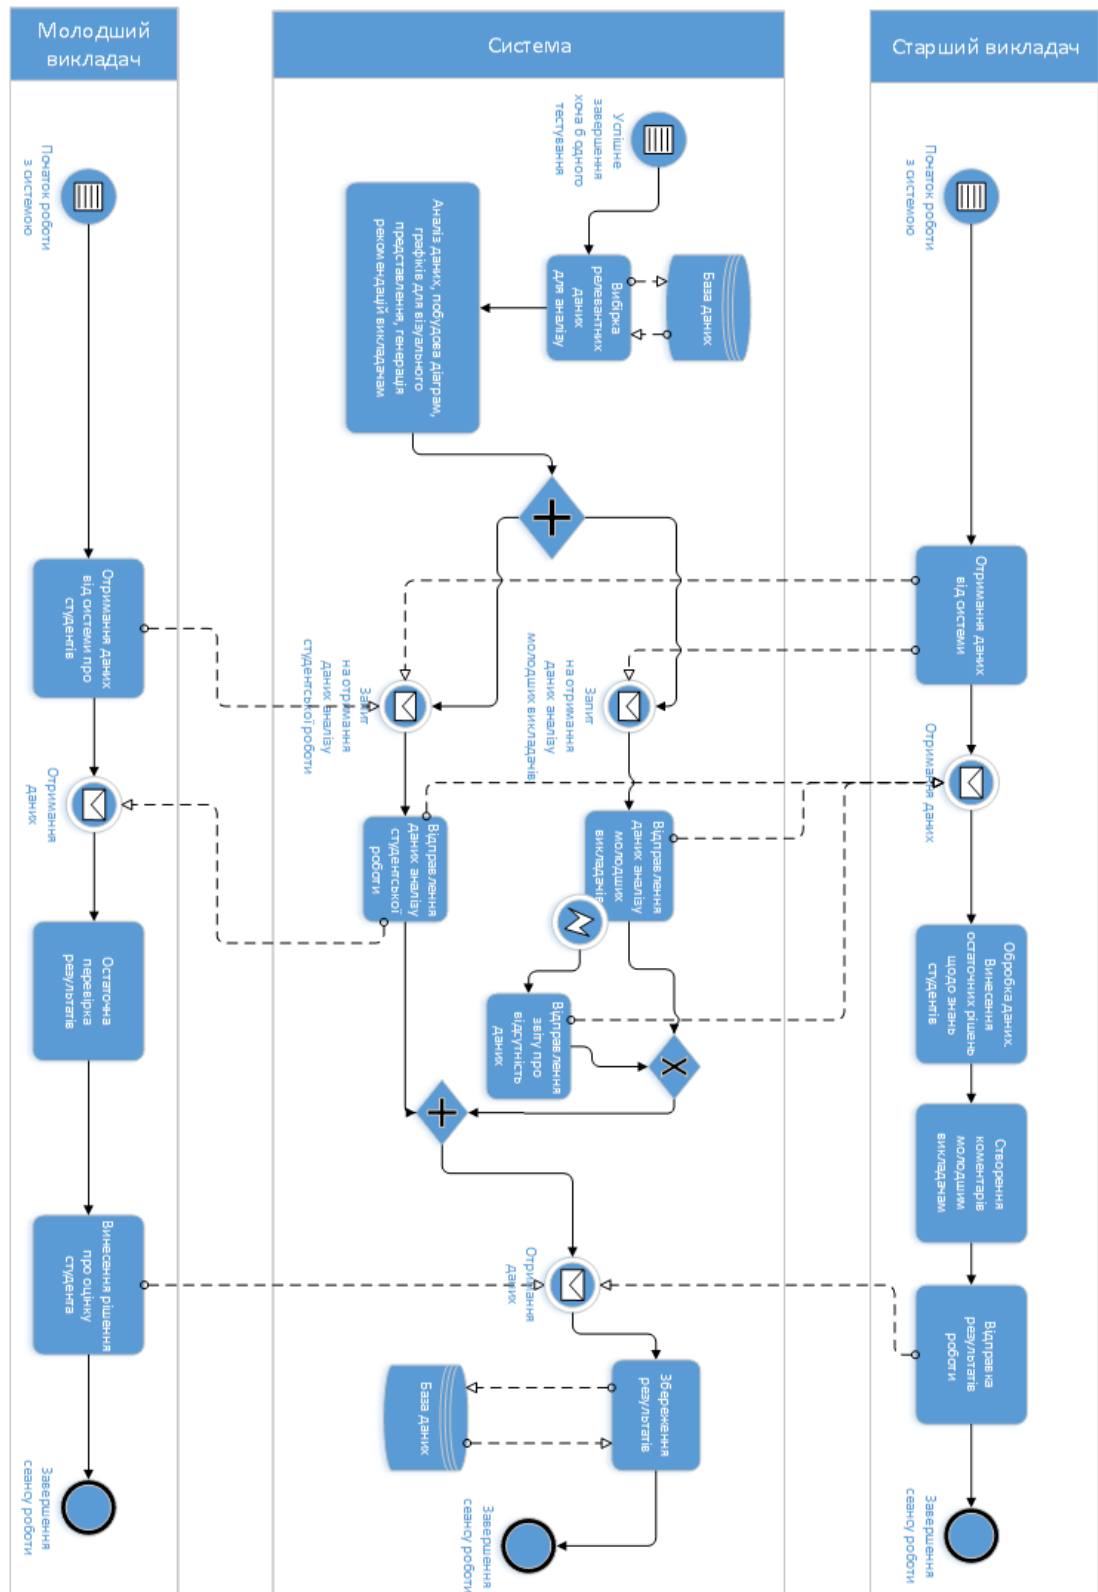 Молодший
викладач
Система
Старший викладач
Початок роботи
з системою
Отримання даних
від системи про
студентів
Отримання
даних
Остаточна
перевірка
результатів
Винесення рішення
про оцінку
студента
Завершення
сеансу роботи
Успішне
завершення
хоча б одного
тестування
Вибірка
релевантних
даних
для аналізу
База даних
Аналіз даних, побудова діаграм,
графіків для візуального
представлення, генерація
рекомендацій викладачам
Запит
на отримання
даних аналізу
студентської роботи
Запит
на отримання
даних аналізу
молодших викладачів
Відправлення
даних аналізу
студентської
роботи
Відправлення
даних аналізу
молодших
викладачів
Відправлення
звіту про
відсутність
даних
Отримання
даних
Збереження
результатів
База даних
Завершення
сеансу роботи
Початок роботи
з системою
Отримання даних
від системи
Отримання даних
Обробка даних.
Винесення
остаточних рішень
щодо знань
студентів
Створення
коментарів
молодшим
викладачам
Відправка
результатів
роботи
Завершення
сеансу роботи